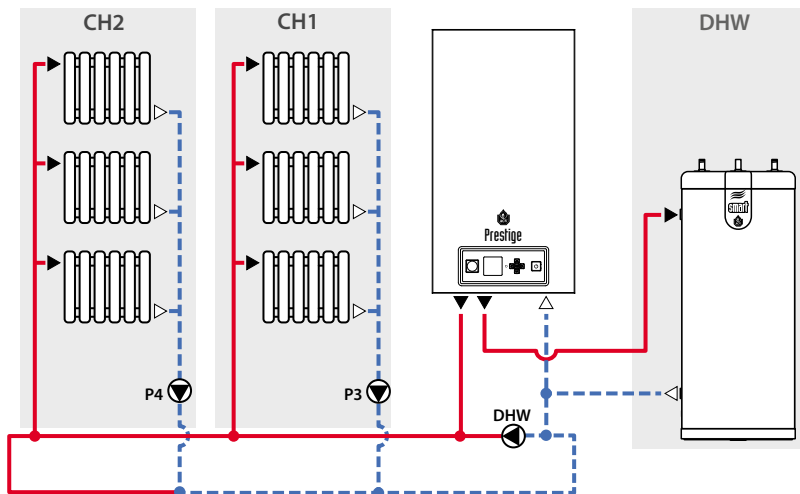 CH2
CH1
DHW
smart
Prestige
P4
P3
DHW